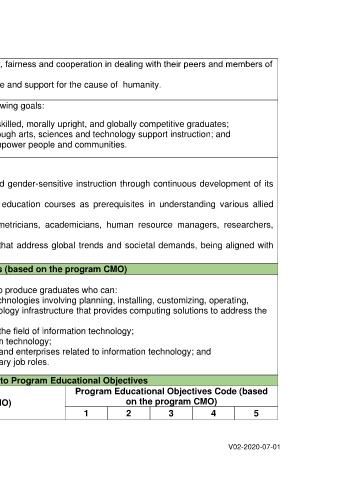 , fairness and cooperation in dealing with their peers and members of
e and support for the cause of humanity.
wing goals:
skilled, morally upright, and globally competitive graduates;
ough arts, sciences and technology support instruction; and
mpower people and communities.
d gender-sensitive instruction through continuous development of its
education courses as prerequisites in understanding various allied
metricians, academicians, human resource managers, researchers,
that address global trends and societal demands, being aligned with
s (based on the program CMO)
o produce graduates who can:
chnologies involving planning, installing, customizing, operating,
ology infrastructure that provides computing solutions to address the
the field of information technology;
n technology;
and enterprises related to information technology; and
ary job roles.
to Program Educational Objectives
MO)
Program Educational Objectives Code (based
on the program CMO)
1 2 3 4 5
V02-2020-07-01